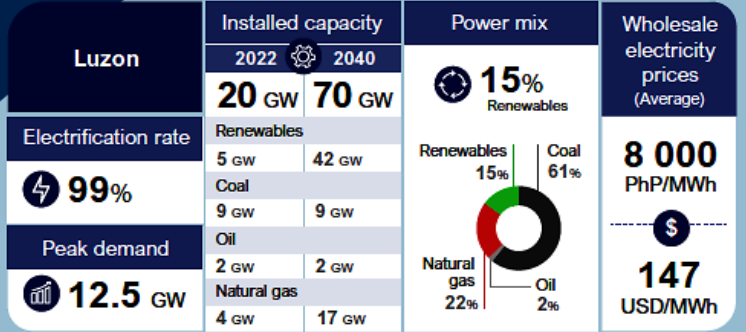 Luzon
Electrification rate
99%
Peak demand
12.5 GW
Installed capacity
2022 2040
20 GW 70 GW
Renewables
5 GW 42 GW
Coal
9 GW 9 GW
Oil
2 GW 2 GW
Natural gas
4 GW 17 GW
Power mix
15%
Renewables
Renewables
15%
Coal
61%
Natural
gas
22%
Oil
2%
Wholesale
electricity
prices
(Average)
8 000
PhP/MWh
$
147
USD/MWh